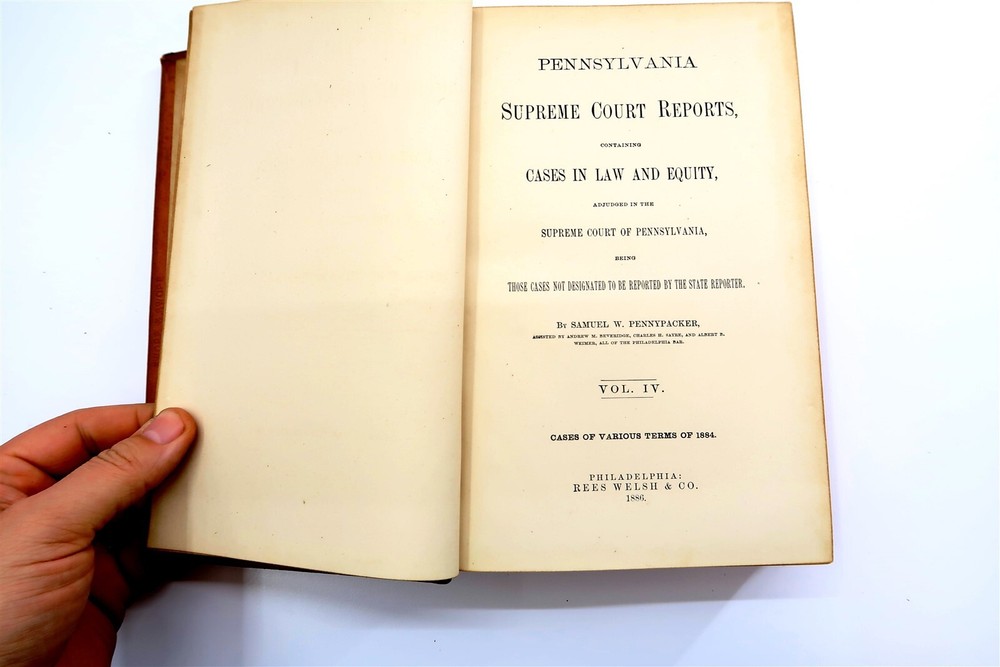 PENNSYLVANIA
SUPREME COURT REPORTS,
CONTAINING
CASES IN LAW AND EQUITY,
ADJUDGED IN THE
SUPREME COURT OF PENNSYLVANIA,
BEING
THOSE CASES NOT DESIGNATED TO BE REPORTED BY THE STATE REPORTER.
BY SAMUEL W. PENNYPACKER,
ASSISTED BY ANDREW M. BEVERIDGE, CHARLES H. SAYRE, AND ALBERT B.
WEIMER, ALL OF THE PHILADELPHIA BAR.
VOL. IV.
CASES OF VARIOUS TERMS OF 1884.
PHILADELPHIA:
REES WELSH & CO.
1886.